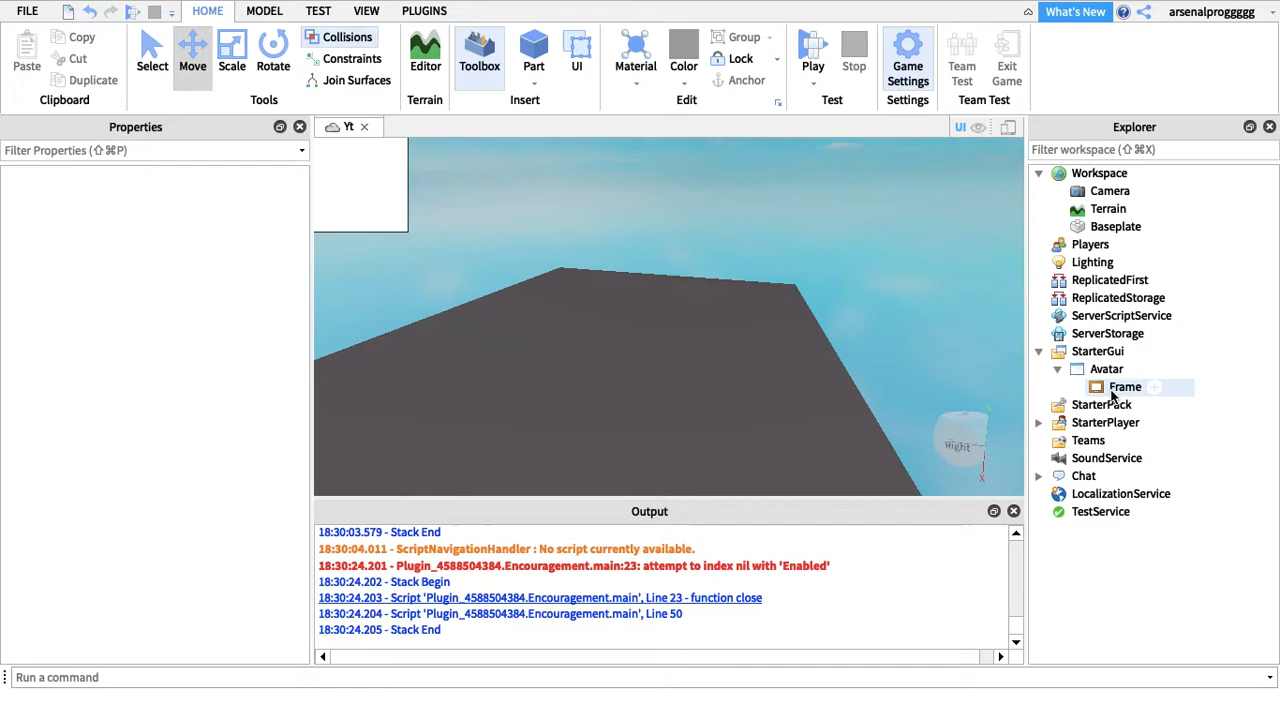 FILE HOME MODEL TEST VIEW PLUGINS What's New arsenalproggggg
Paste Copy Cut Duplicate
Clipboard
Select Move Scale Rotate Collisions Constraints Join Surfaces
Tools
Editor
Terrain
Toolbox Part UI
Insert
Material Color Group Lock Anchor
Edit
Play Stop
Test
Game Settings
Settings
Team Test Exit Game
Team Test
Properties
Filter Properties (⇧⌘P)
Yt
UI
Right
X
Explorer
Filter workspace (⇧⌘X)
Workspace
Camera
Terrain
Baseplate
Players
Lighting
ReplicatedFirst
ReplicatedStorage
ServerScriptService
ServerStorage
StarterGui
Avatar
Frame
StarterPack
StarterPlayer
Teams
SoundService
Chat
LocalizationService
TestService
Output
18:30:03.579 - Stack End
18:30:04.011 - ScriptNavigationHandler : No script currently available.
18:30:24.201 - Plugin_4588504384.Encouragement.main:23: attempt to index nil with 'Enabled'
18:30:24.202 - Stack Begin
18:30:24.203 - Script 'Plugin_4588504384.Encouragement.main', Line 23 - function close
18:30:24.204 - Script 'Plugin_4588504384.Encouragement.main', Line 50
18:30:24.205 - Stack End
Run a command